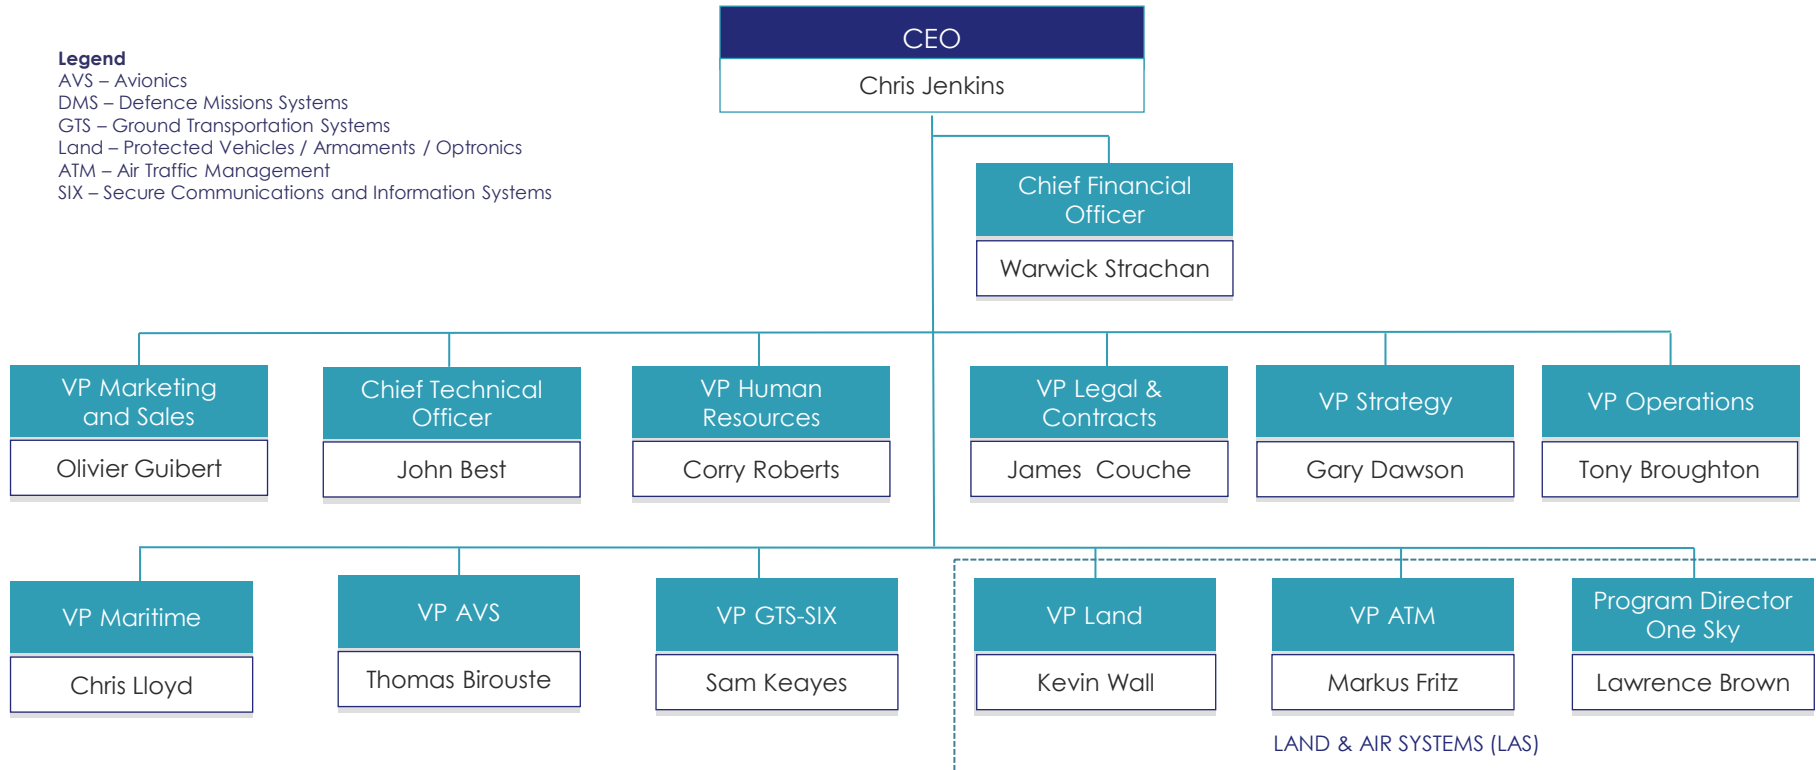 CEO
Chris Jenkins
Legend
AVS – Avionics
DMS – Defence Missions Systems
GTS – Ground Transportation Systems
Land – Protected Vehicles / Armaments / Optronics
ATM – Air Traffic Management
SIX – Secure Communications and Information Systems
Chief Financial
Officer
Warwick Strachan
VP Marketing
and Sales
Olivier Guibert
Chief Technical
Officer
John Best
VP Human
Resources
Corry Roberts
VP Legal &
Contracts
James Couche
VP Strategy
Gary Dawson
VP Operations
Tony Broughton
VP Maritime
Chris Lloyd
VP AVS
Thomas Birouste
VP GTS-SIX
Sam Keayes
VP Land
Kevin Wall
VP ATM
Markus Fritz
Program Director
One Sky
Lawrence Brown
LAND & AIR SYSTEMS (LAS)